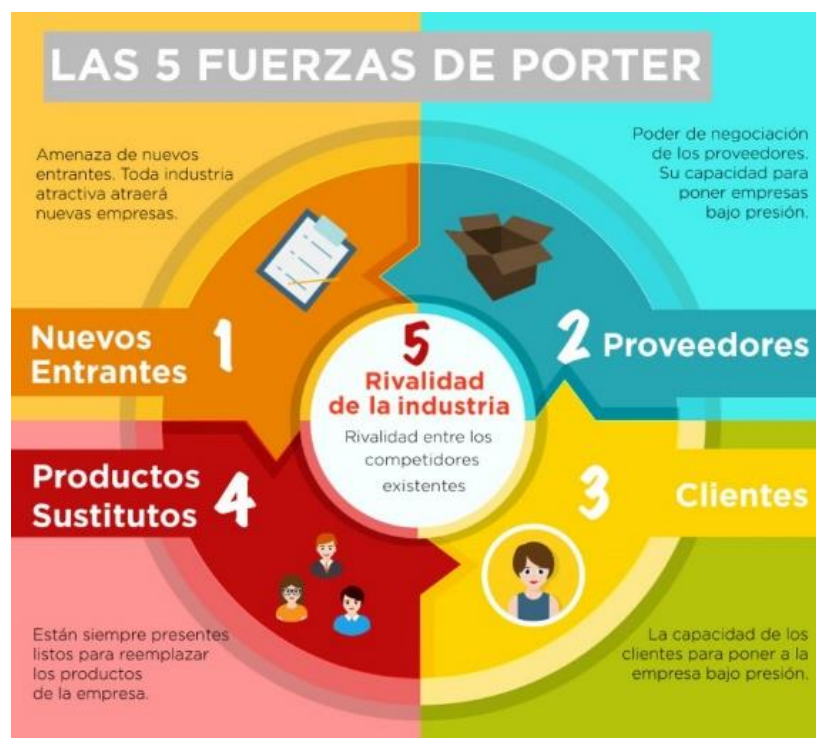 LAS 5 FUERZAS DE PORTER
Amenaza de nuevos
entrantes. Toda industria
atractiva atraerá
nuevas empresas.
Poder de negociación
de los proveedores.
Su capacidad para
poner empresas
bajo presión.
Nuevos
Entrantes
1
2
Proveedores
5
Rivalidad
de la industria
Rivalidad entre los
competidores
existentes
Productos
Sustitutos
4
3
Clientes
Están siempre presentes
listos para reemplazar
los productos
de la empresa.
La capacidad de los
clientes para poner a la
empresa bajo presión.